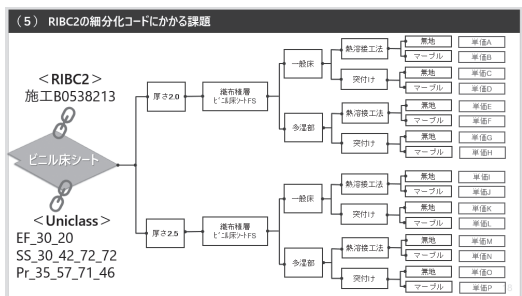 (5) RIBC2の細分化コードにかかる課題
<RIBC2>
施工B0538213
ビニル床シート
<Uniclass>
EF_30_20
SS_30_42_72_72
Pr_35_57_71_46
厚さ2.0
織布積層
ビニル床シートFS
一般床
熱溶接工法
無地
単価A
マーブル
単価B
突付け
無地
単価C
マーブル
単価D
多湿部
熱溶接工法
無地
単価E
マーブル
単価F
突付け
無地
単価G
マーブル
単価H
厚さ2.5
織布積層
ビニル床シートFS
一般床
熱溶接工法
無地
単価I
マーブル
単価J
突付け
無地
単価K
マーブル
単価L
多湿部
熱溶接工法
無地
単価M
マーブル
単価N
突付け
無地
単価O
マーブル
単価P